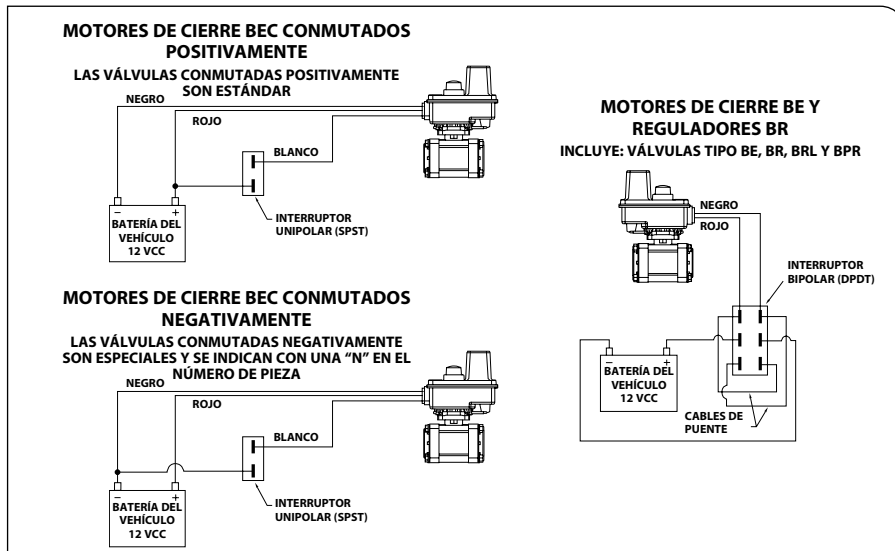 MOTORES DE CIERRE BEC CONMUTADOS
POSITIVAMENTE
LAS VÁLVULAS CONMUTADAS POSITIVAMENTE
SON ESTÁNDAR
NEGRO
ROJO
BLANCO
– +
BATERÍA DEL
VEHÍCULO
12 VCC
INTERRUPTOR
UNIPOLAR (SPST)
MOTORES DE CIERRE BEC CONMUTADOS
NEGATIVAMENTE
LAS VÁLVULAS CONMUTADAS NEGATIVAMENTE
SON ESPECIALES Y SE INDICAN CON UNA “N” EN EL
NÚMERO DE PIEZA
NEGRO
ROJO
BLANCO
– +
BATERÍA DEL
VEHÍCULO
12 VCC
INTERRUPTOR
UNIPOLAR (SPST)
MOTORES DE CIERRE BE Y
REGULADORES BR
INCLUYE: VÁLVULAS TIPO BE, BR, BRL Y BPR
NEGRO
ROJO
INTERRUPTOR
BIPOLAR (DPDT)
– +
BATERÍA DEL
VEHÍCULO
12 VCC
CABLES DE
PUENTE